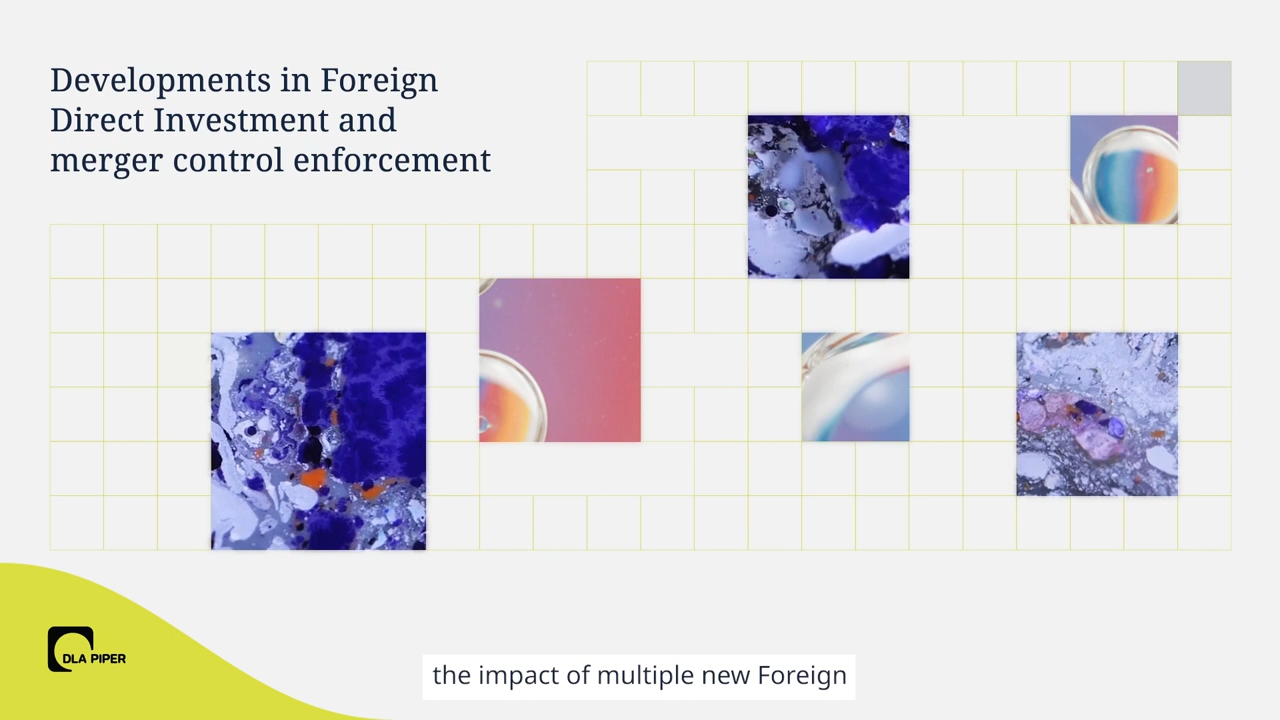 Developments in Foreign
Direct Investment and
merger control enforcement
DLA PIPER
the impact of multiple new Foreign